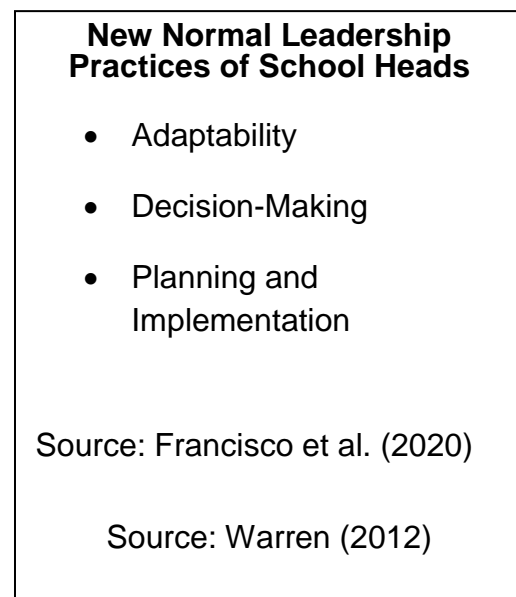 New Normal Leadership
Practices of School Heads
• Adaptability
• Decision-Making
• Planning and
Implementation
Source: Francisco et al. (2020)
Source: Warren (2012)